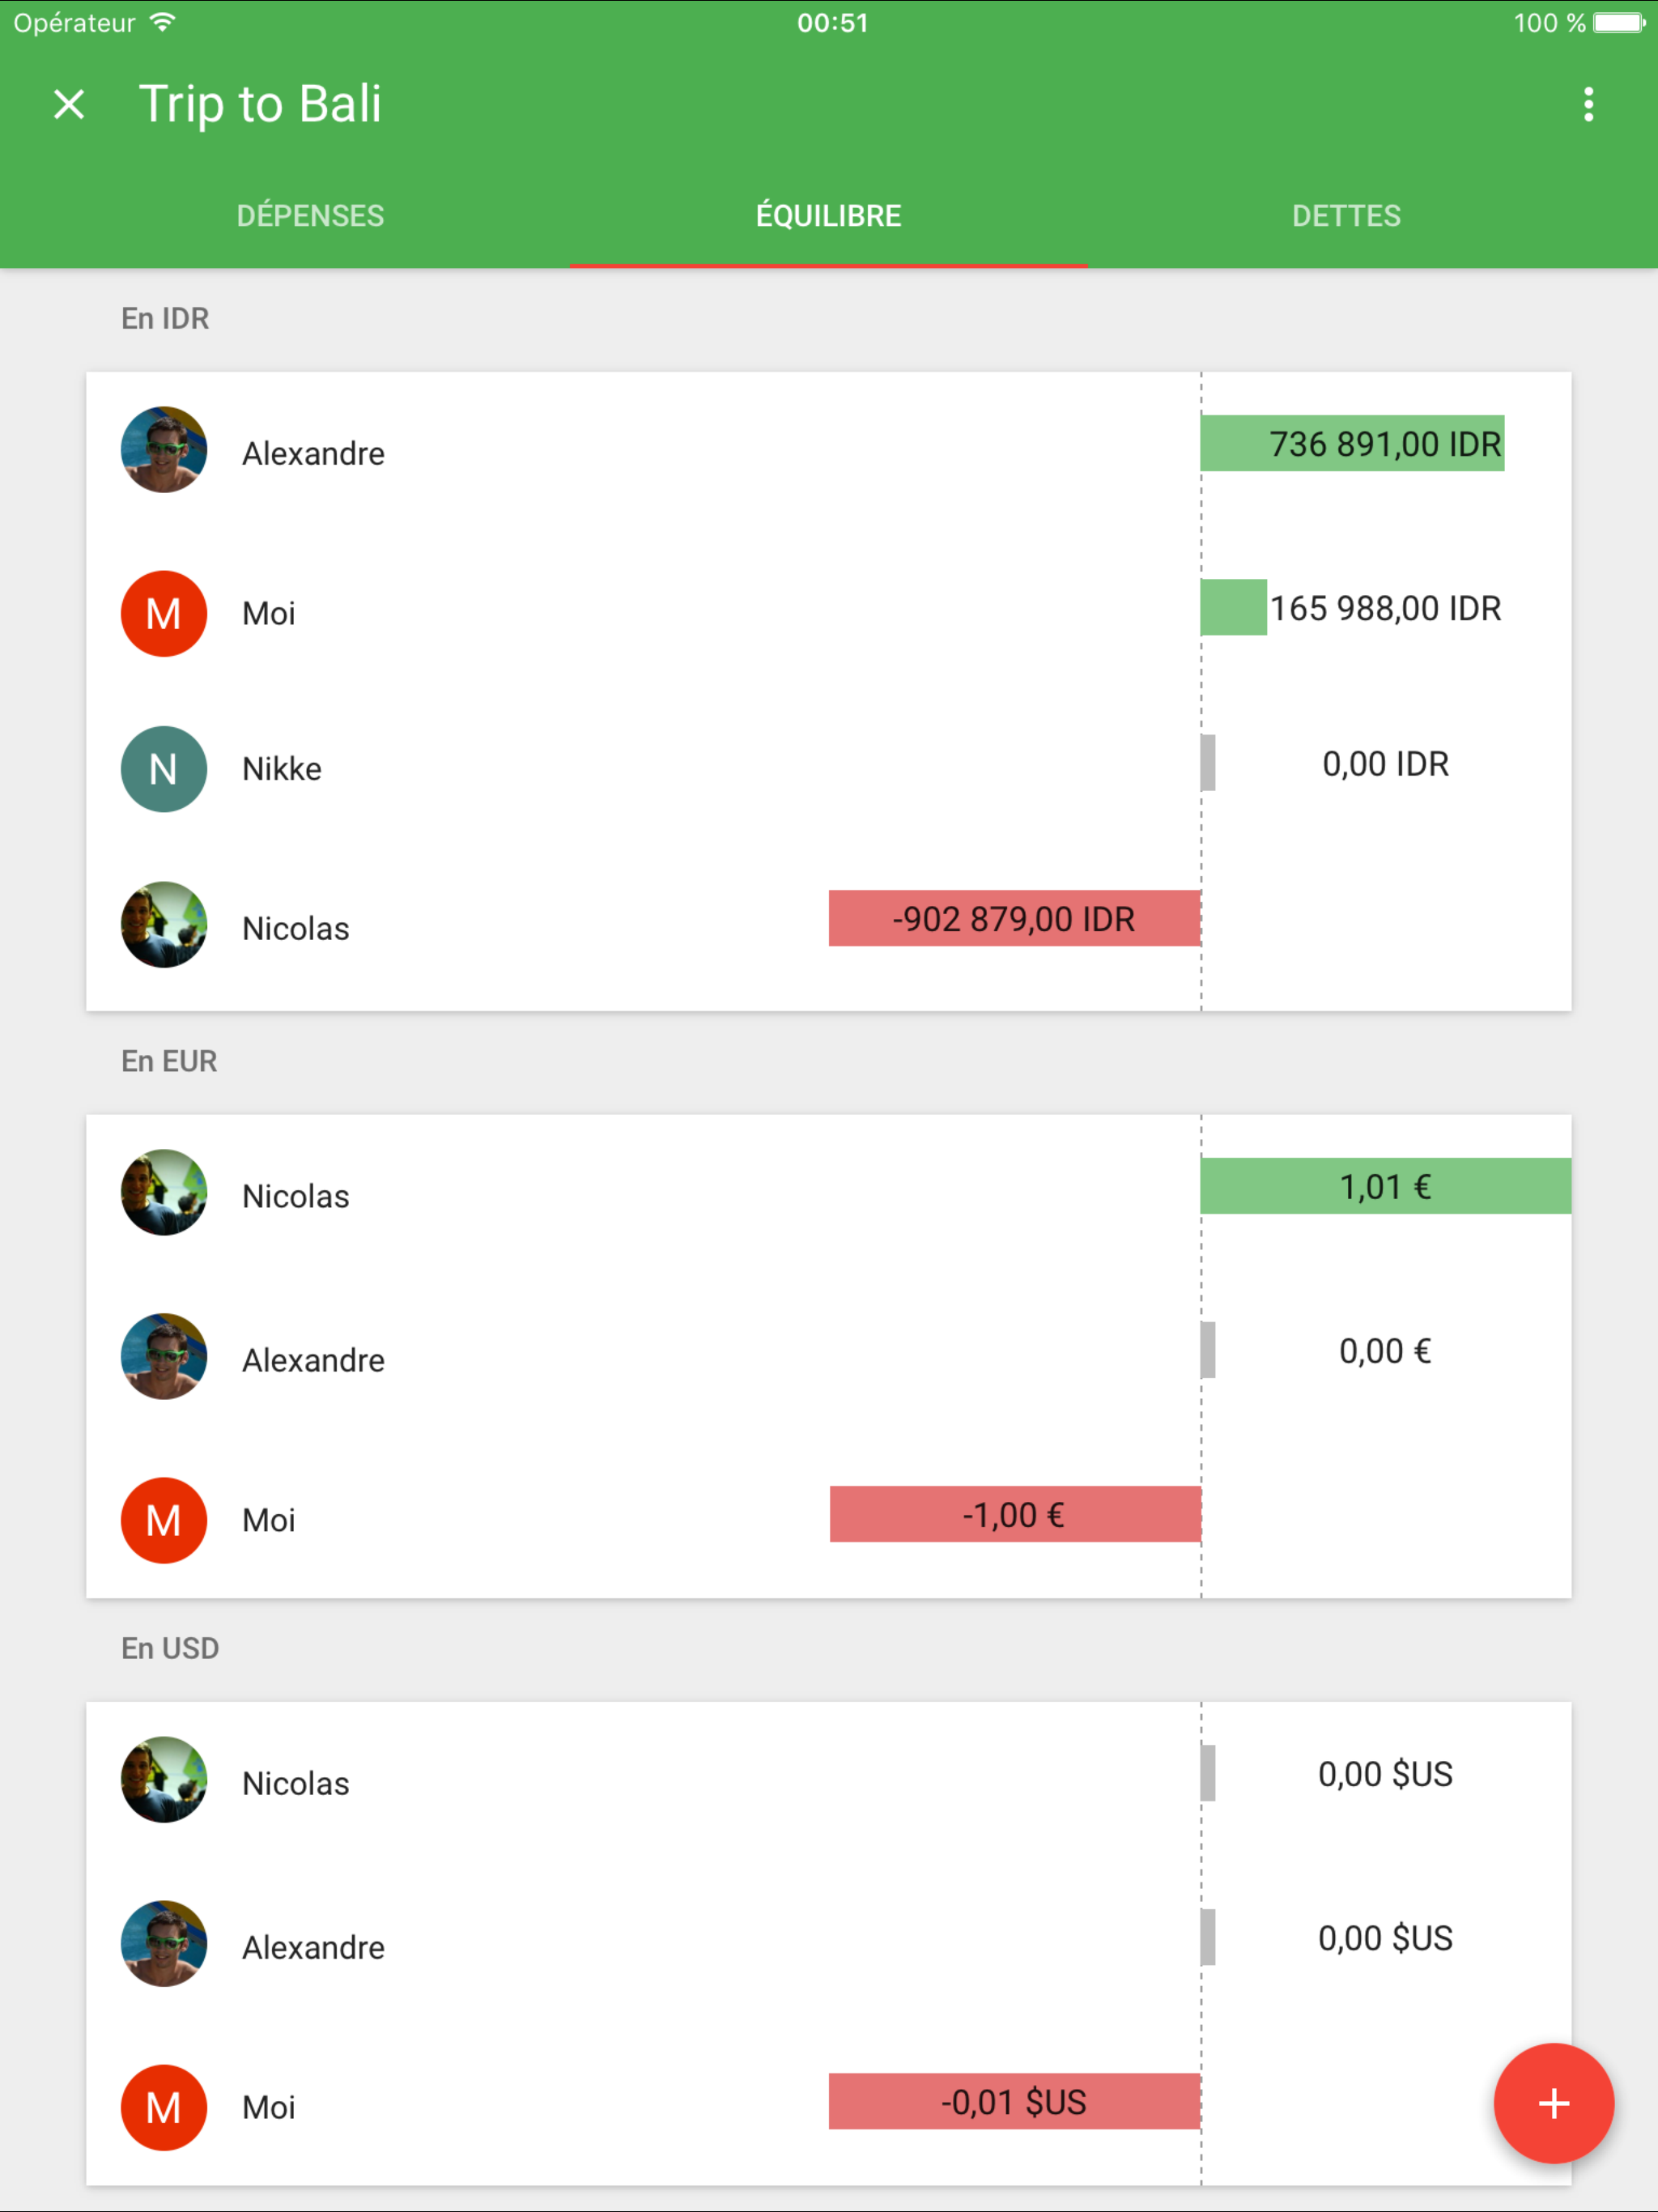 Opérateur 00:51 100 %
Trip to Bali
DÉPENSES ÉQUILIBRE DETTES
En IDR
Alexandre 736 891,00 IDR
M Moi 165 988,00 IDR
N Nikke 0,00 IDR
Nicolas -902 879,00 IDR
En EUR
Nicolas 1,01 €
Alexandre 0,00 €
M Moi -1,00 €
En USD
Nicolas 0,00 $US
Alexandre 0,00 $US
M Moi -0,01 $US
+